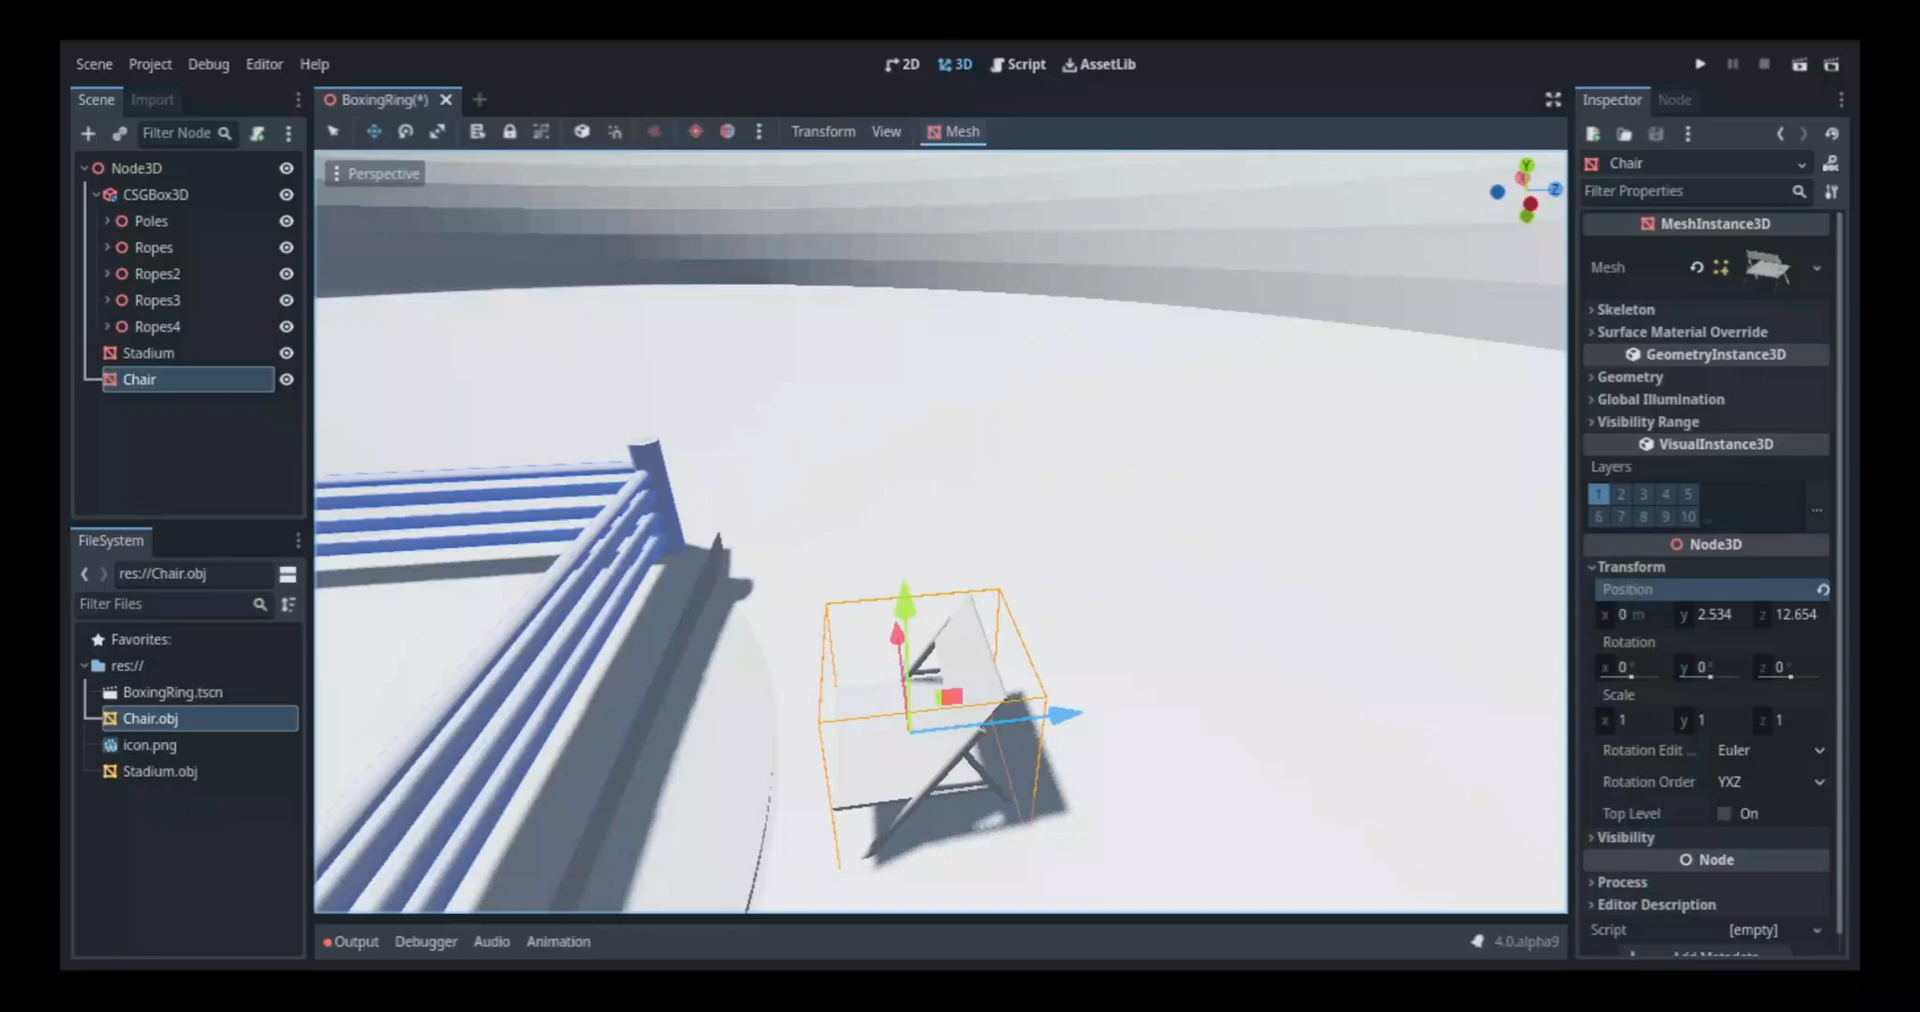 Scene Project Debug Editor Help
2D 3D Script AssetLib
Scene Import
BoxingRing(*)
Inspector Node
Filter Node
Transform View Mesh
Node3D
CSGBox3D
Poles
Ropes
Ropes2
Ropes3
Ropes4
Stadium
Chair
FileSystem
res://Chair.obj
Filter Files
Favorites:
res://
BoxingRing.tscn
Chair.obj
icon.png
Stadium.obj
Perspective
Y
Z
Output Debugger Audio Animation
4.0.alpha9
Chair
Filter Properties
MeshInstance3D
Mesh
Skeleton
Surface Material Override
GeometryInstance3D
Geometry
Global Illumination
Visibility Range
VisualInstance3D
Layers
1 2 3 4 5
6 7 8 9 10
Node3D
Transform
Position
x 0 m y 2.534 z 12.654
Rotation
x 0° y 0° z 0°
Scale
x 1 y 1 z 1
Rotation Edit ... Euler
Rotation Order YXZ
Top Level On
Visibility
Node
Process
Editor Description
Script [empty]